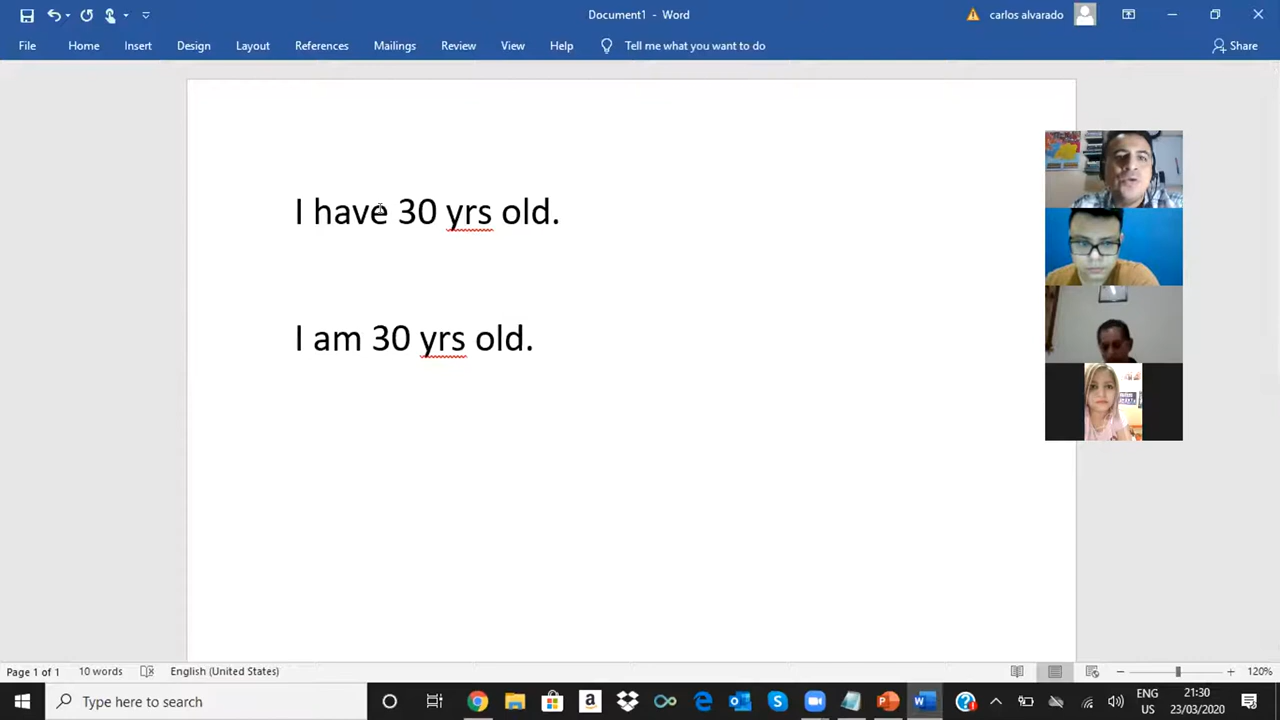 Document1 - Word
carlos alvarado
File Home Insert Design Layout References Mailings Review View Help Tell me what you want to do Share
I have 30 yrs old.
I am 30 yrs old.
Page 1 of 1 10 words English (United States) 120%
Type here to search
ENG 21:30
US 23/03/2020